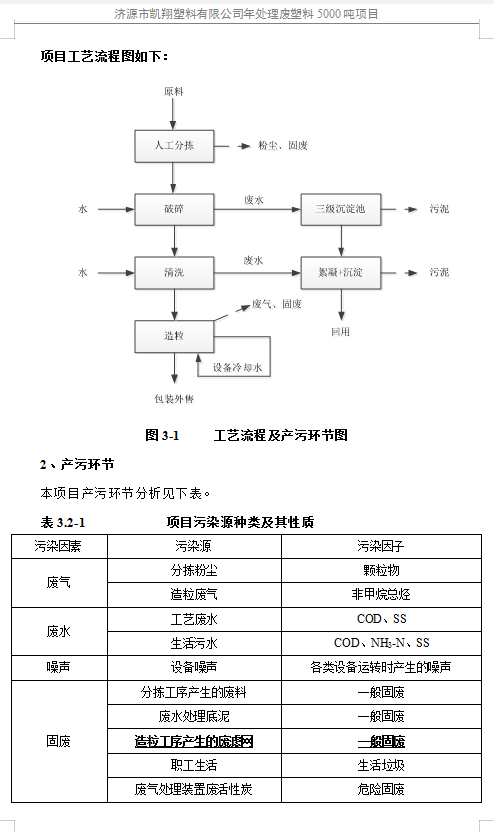 济源市凯翔塑料有限公司年处理废塑料 5000 吨项目
项目工艺流程图如下：
原料
人工分拣 粉尘、固废
水 破碎 废水 三级沉淀池 污泥
水 清洗 废水 絮凝+沉淀 污泥
废气、固废
造粒 回用
设备冷却水
包装外售
图 3-1 工艺流程及产污环节图
2、产污环节
本项目产污环节分析见下表。
表 3.2-1 项目污染源种类及其性质
污染因素 污染源 污染因子
废气 分拣粉尘 颗粒物
造粒废气 非甲烷总烃
废水 工艺废水 COD、SS
生活污水 COD、NH3-N、SS
噪声 设备噪声 各类设备运转时产生的噪声
固废 分拣工序产生的废料 一般固废
废水处理底泥 一般固废
造粒工序产生的废滤网 一般固废
职工生活 生活垃圾
废气处理装置废活性炭 危险固废